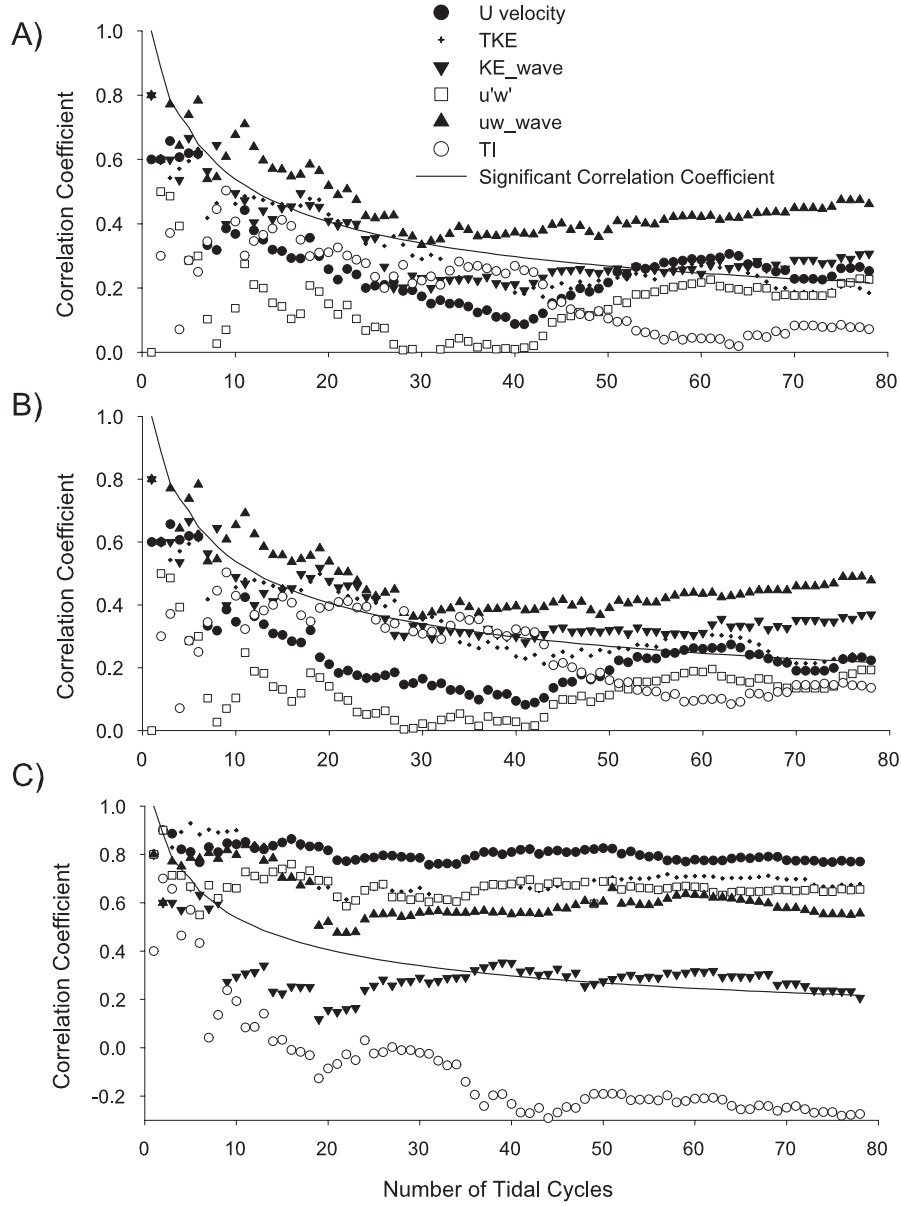 A)
U velocity
TKE
KE_wave
u'w'
uw_wave
TI
Significant Correlation Coefficient
1.0
0.8
0.6
0.4
0.2
0.0
Correlation Coefficient
0 10 20 30 40 50 60 70 80
B)
1.0
0.8
0.6
0.4
0.2
0.0
Correlation Coefficient
0 10 20 30 40 50 60 70 80
C)
1.0
0.8
0.6
0.4
0.2
0.0
-0.2
Correlation Coefficient
0 10 20 30 40 50 60 70 80
Number of Tidal Cycles